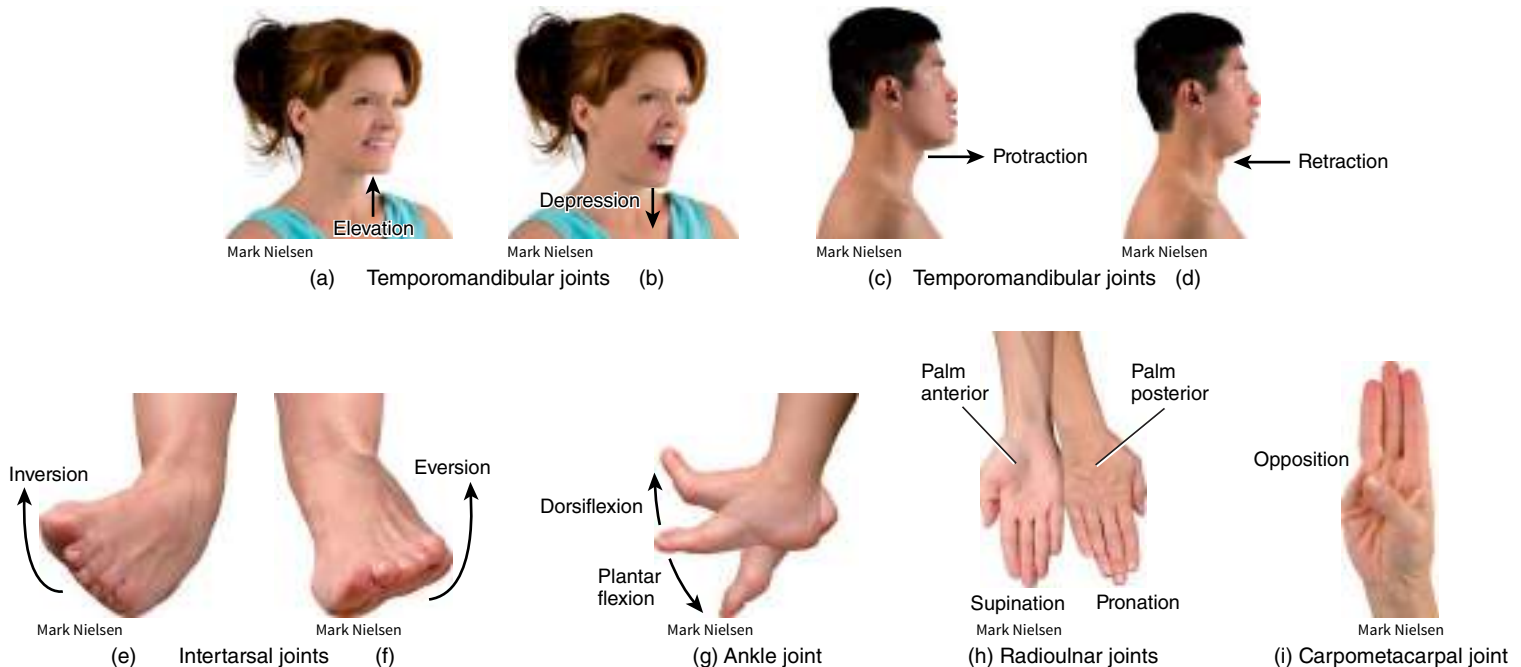 Elevation
Depression
Protraction
Retraction
Mark Nielsen
Mark Nielsen
Mark Nielsen
Mark Nielsen
(a) Temporomandibular joints (b)
(c) Temporomandibular joints (d)
Inversion
Eversion
Dorsiflexion
Plantar
flexion
Palm
anterior
Palm
posterior
Supination
Pronation
Opposition
Mark Nielsen
Mark Nielsen
Mark Nielsen
Mark Nielsen
Mark Nielsen
(e) Intertarsal joints (f)
(g) Ankle joint
(h) Radioulnar joints
(i) Carpometacarpal joint